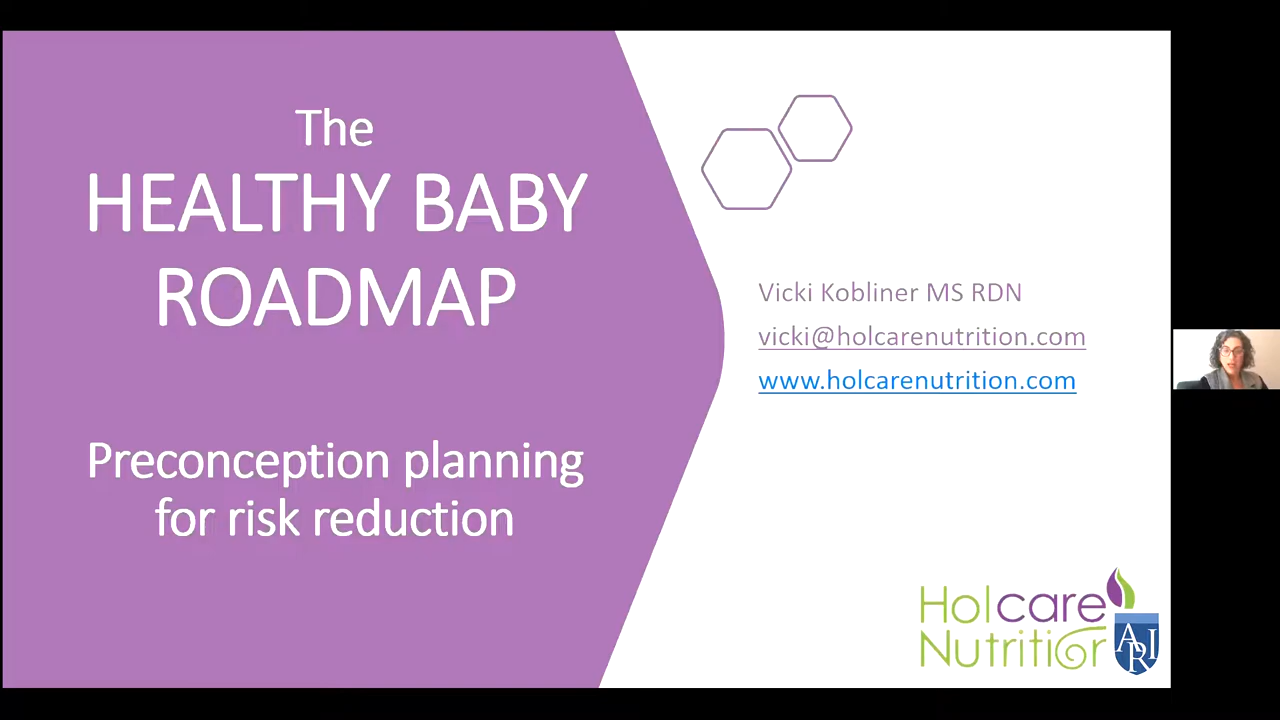 The
HEALTHY BABY
ROADMAP
Preconception planning
for risk reduction
Vicki Kobliner MS RDN
vicki@holcarenutrition.com
www.holcarenutrition.com
Holcare
Nutrition
ARI